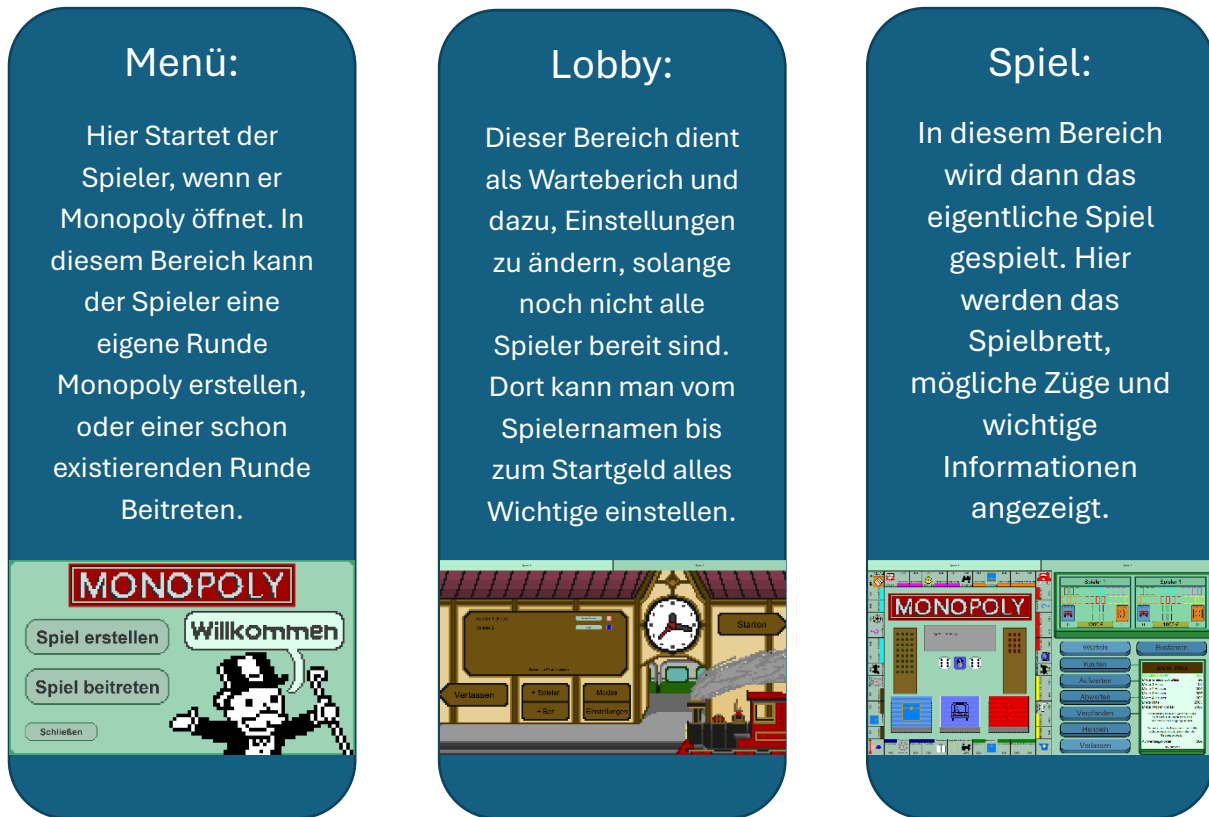 Menü:
Hier Startet der
Spieler, wenn er
Monopoly öffnet. In
diesem Bereich kann
der Spieler eine
eigene Runde
Monopoly erstellen,
oder einer schon
existierenden Runde
Beitreten.
MONOPOLY
Willkommen
Spiel erstellen
Spiel beitreten
Schließen
Lobby:
Dieser Bereich dient
als Warteberich und
dazu, Einstellungen
zu ändern, solange
noch nicht alle
Spieler bereit sind.
Dort kann man vom
Spielernamen bis
zum Startgeld alles
Wichtige einstellen.
Starten
Verlassen
+ Spieler
+ Bot
Modus
Einstellungen
Spiel:
In diesem Bereich
wird dann das
eigentliche Spiel
gespielt. Hier
werden das
Spielbrett,
mögliche Züge und
wichtige
Informationen
angezeigt.
MONOPOLY
Spieler 1
Spieler 1
Würfeln
Busfahren
Kaufen
Aufwerten
Abwerten
Verpfänden
Handeln
Verlassen